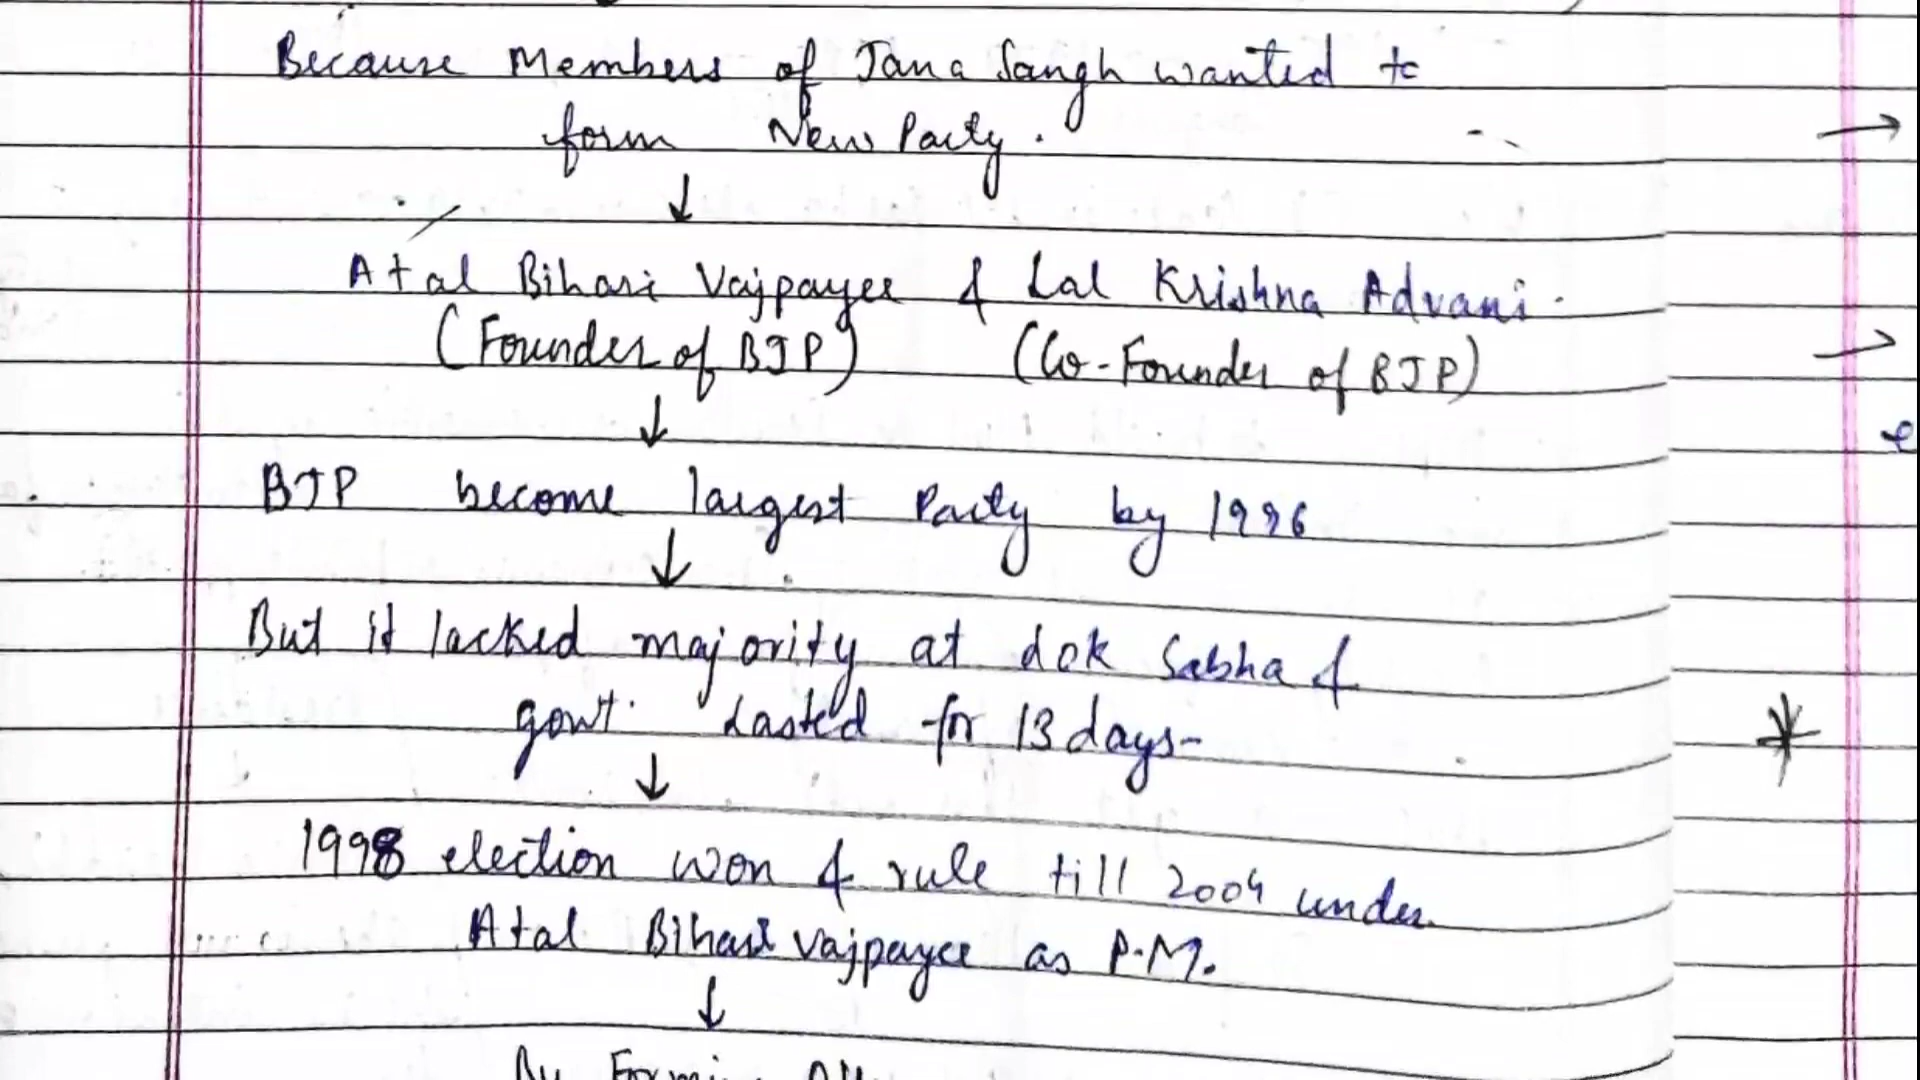 Because Members of Jana Sangh wanted to
form New Party.
↓
Atal Bihari Vajpayee & Lal Krishna Advani.
(Founder of BJP) (Co-Founder of BJP)
↓
BJP become largest Party by 1996
↓
But it lacked majority at Lok Sabha &
govt. Lasted for 13 days-
↓
1998 election won & rule till 2004 under
Atal Bihari Vajpayee as P.M.
↓